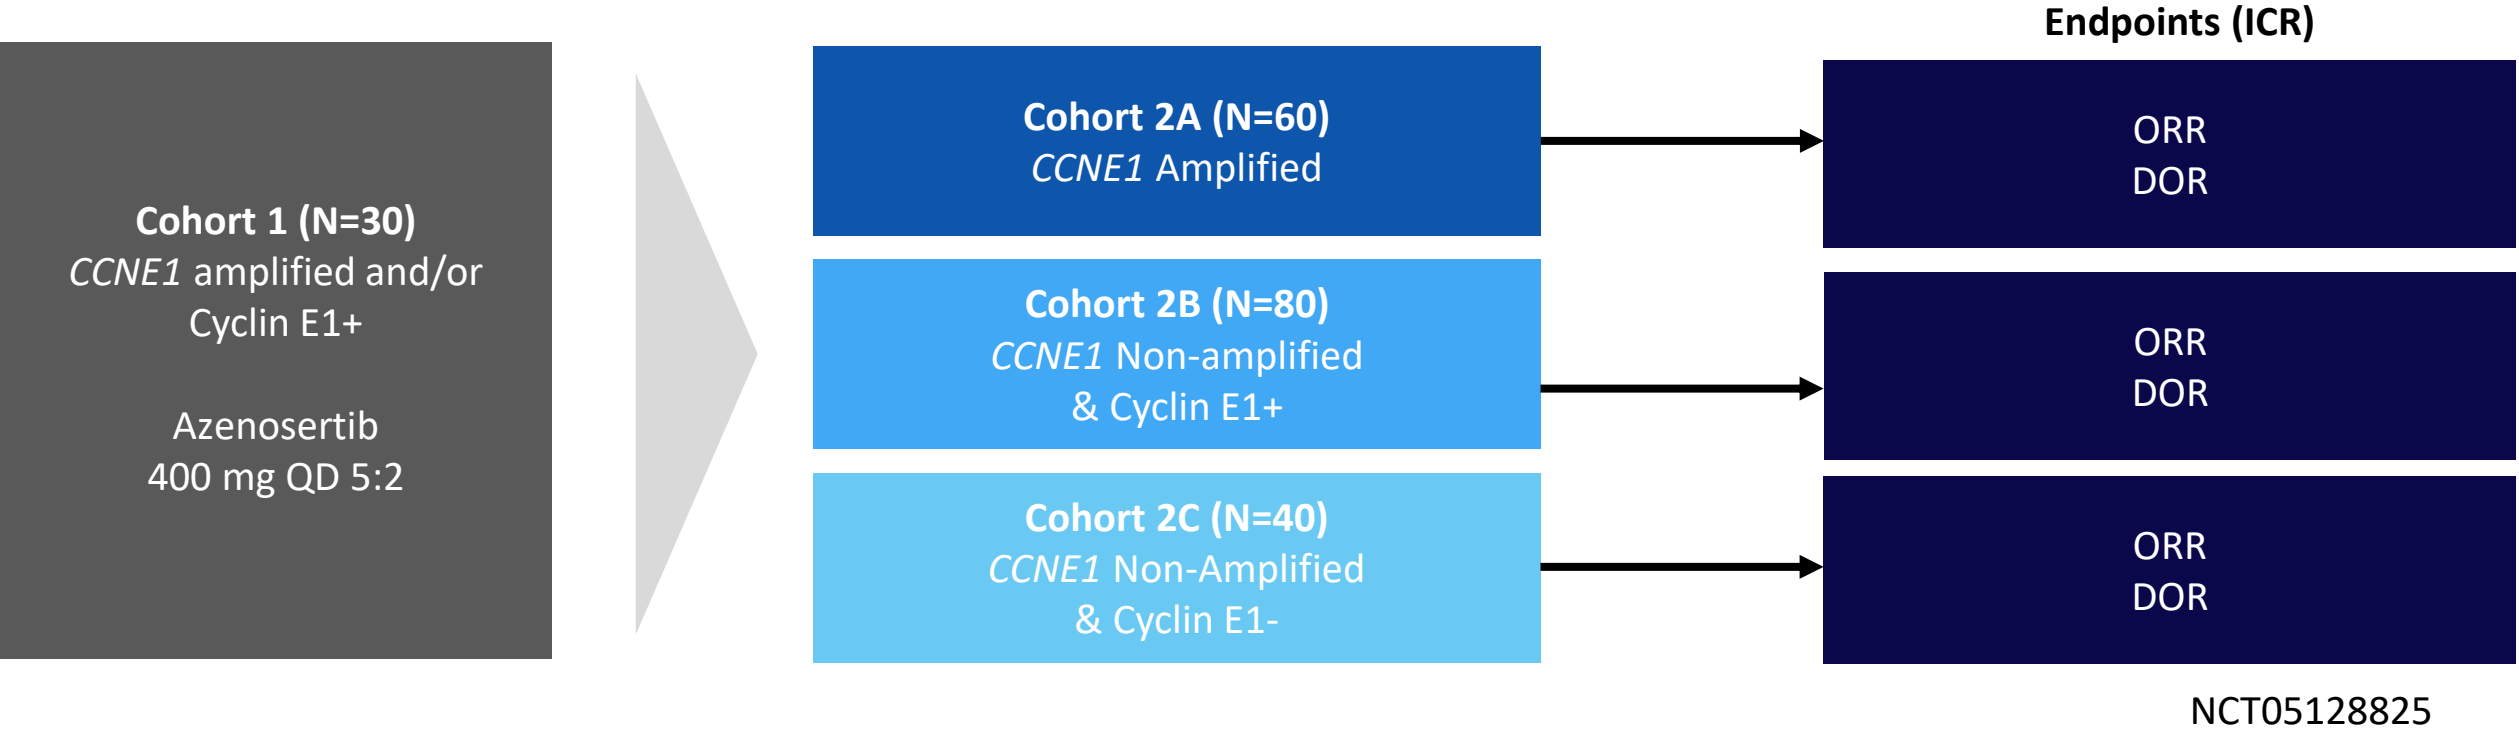 Endpoints (ICR)
Cohort 1 (N=30)
CCNE1 amplified and/or
Cyclin E1+
Azenosertib
400 mg QD 5:2
Cohort 2A (N=60)
CCNE1 Amplified
ORR
DOR
Cohort 2B (N=80)
CCNE1 Non-amplified
& Cyclin E1+
ORR
DOR
Cohort 2C (N=40)
CCNE1 Non-Amplified
& Cyclin E1-
ORR
DOR
NCT05128825